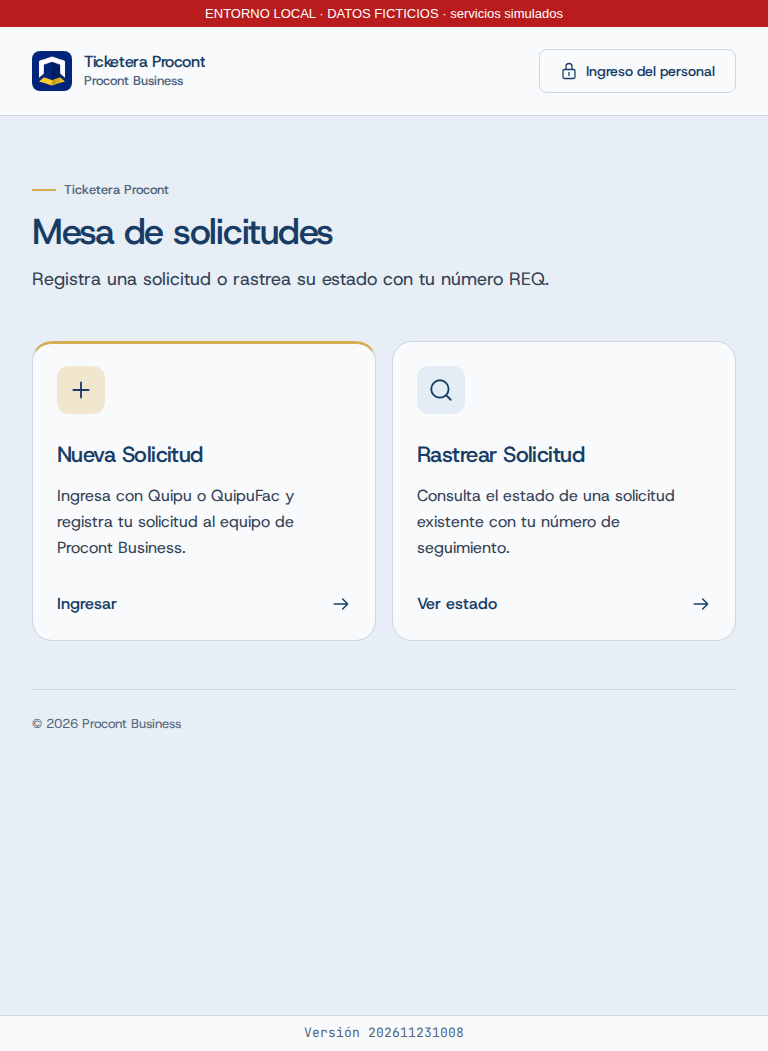 ENTORNO LOCAL · DATOS FICTICIOS · servicios simulados
Ticketera Procont
Procont Business
Ingreso del personal
Ticketera Procont
Mesa de solicitudes
Registra una solicitud o rastrea su estado con tu número REQ.
Nueva Solicitud
Ingresa con Quipu o QuipuFac y
registra tu solicitud al equipo de
Procont Business.
Ingresar
Rastrear Solicitud
Consulta el estado de una solicitud
existente con tu número de
seguimiento.
Ver estado
© 2026 Procont Business
Versión 202611231008